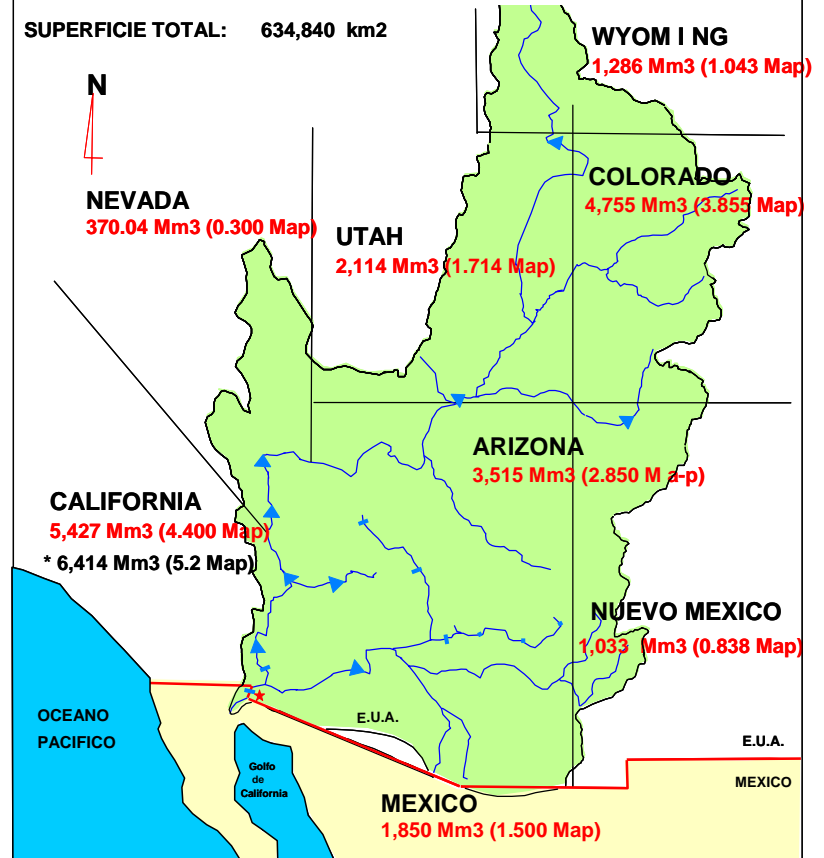 SUPERFICIE TOTAL: 634,840 km2
WYOM I NG
1,286 Mm3 (1.043 Map)
N
COLORADO
4,755 Mm3 (3.855 Map)
NEVADA
370.04 Mm3 (0.300 Map)
UTAH
2,114 Mm3 (1.714 Map)
ARIZONA
3,515 Mm3 (2.850 M a-p)
CALIFORNIA
5,427 Mm3 (4.400 Map)
* 6,414 Mm3 (5.2 Map)
NUEVO MEXICO
1,033 Mm3 (0.838 Map)
OCEANO
PACIFICO
E.U.A.
E.U.A.
Golfo
de
California
MEXICO
MEXICO
1,850 Mm3 (1.500 Map)